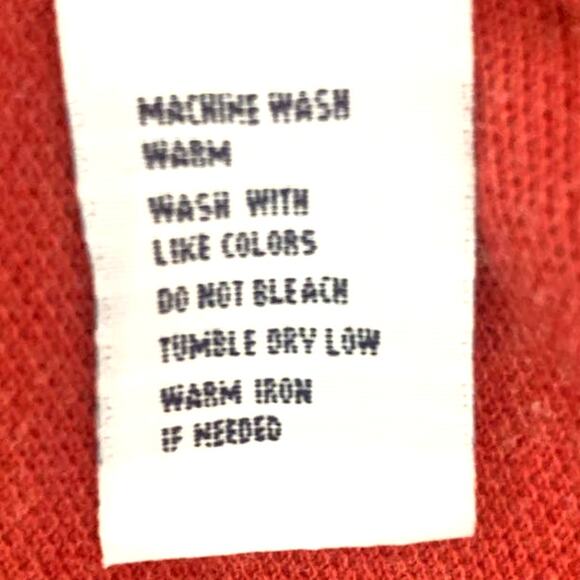 MACHINE WASH
WARM
WASH WITH
LIKE COLORS
DO NOT BLEACH
TUMBLE DRY LOW
WARM IRON
IF NEEDED